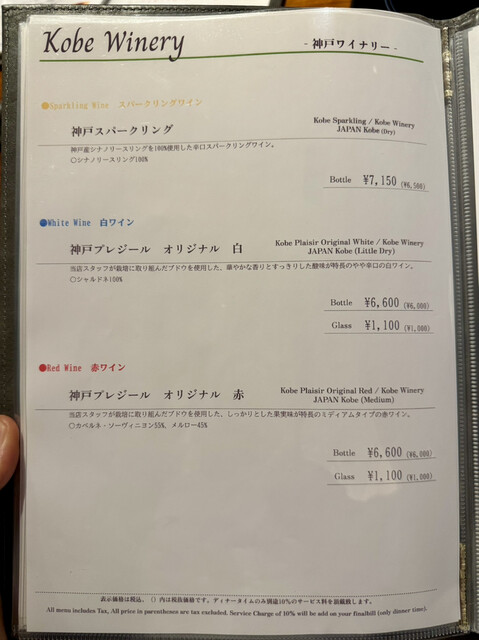 Kobe Winery
- 神戸ワイナリー -
●Sparkling Wine スパークリングワイン
神戸スパークリング
Kobe Sparkling / Kobe Winery
JAPAN Kobe (Dry)
神戸産シナノリースリングを100%使用した辛口スパークリングワイン。
○シナノリースリング100%
Bottle ¥7,150 (¥6,500)
●White Wine 白ワイン
神戸プレジール オリジナル 白
Kobe Plaisir Original White / Kobe Winery
JAPAN Kobe (Little Dry)
当店スタッフが栽培に取り組んだブドウを使用した、華やかな香りとすっきりした酸味が特長のやや辛口の白ワイン。
○シャルドネ100%
Bottle ¥6,600 (¥6,000)
Glass ¥1,100 (¥1,000)
●Red Wine 赤ワイン
神戸プレジール オリジナル 赤
Kobe Plaisir Original Red / Kobe Winery
JAPAN Kobe (Medium)
当店スタッフが栽培に取り組んだブドウを使用した、しっかりとした果実味が特長のミディアムタイプの赤ワイン。
○カベルネ・ソーヴィニヨン55%、メルロー45%
Bottle ¥6,600 (¥6,000)
Glass ¥1,100 (¥1,000)
表示価格は税込、（）内は税抜価格です。ディナータイムのみ別途10%のサービス料を頂戴致します。
All menu includes Tax, All price in parentheses are tax excluded. Service Charge of 10% will be add on your finalbill (only dinner time).